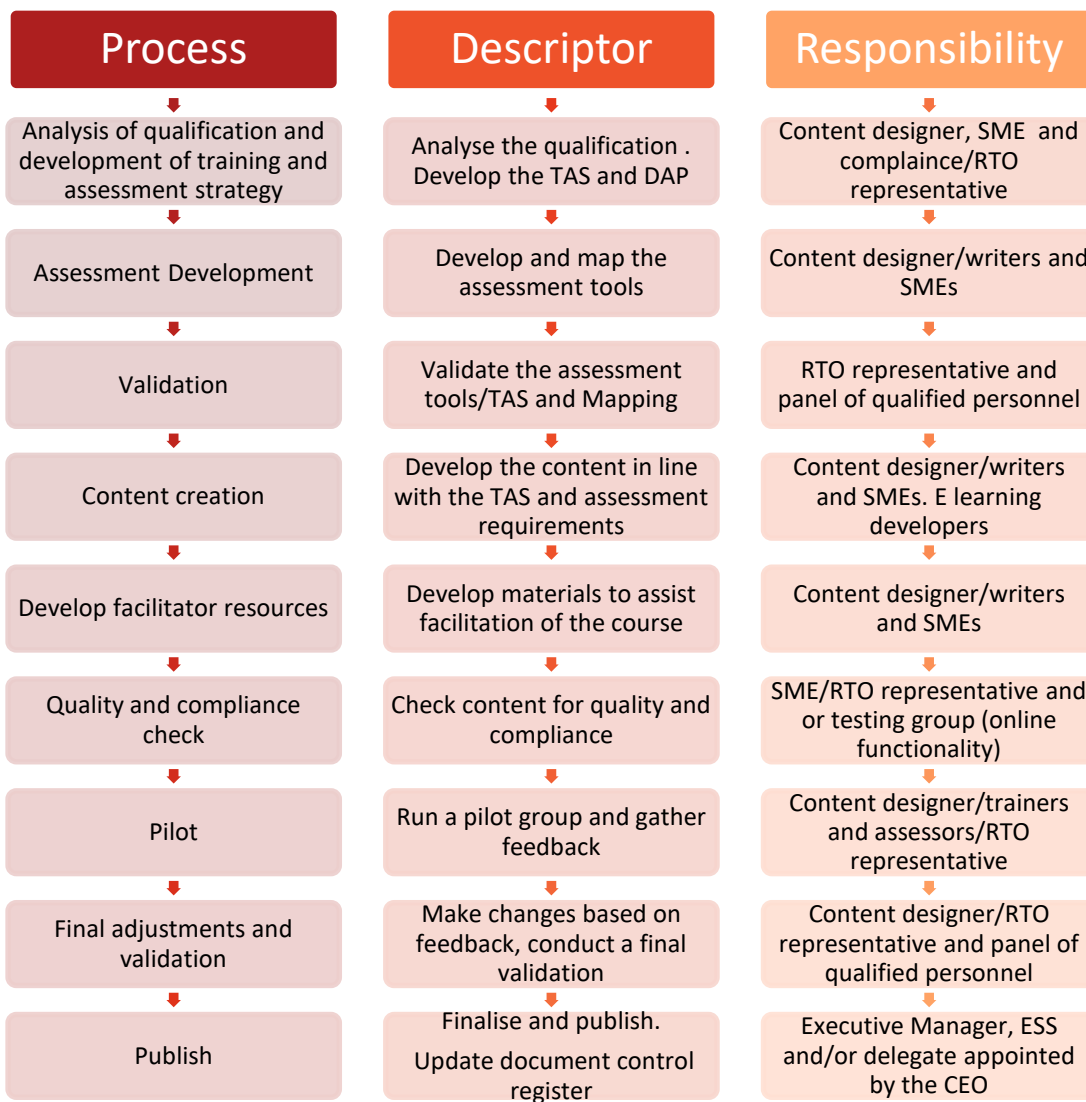 Process
Descriptor
Responsibility
Analysis of qualification and
development of training and
assessment strategy
Analyse the qualification .
Develop the TAS and DAP
Content designer, SME and
complaince/RTO
representative
Assessment Development
Develop and map the
assessment tools
Content designer/writers and
SMEs
Validation
Validate the assessment
tools/TAS and Mapping
RTO representative and
panel of qualified personnel
Content creation
Develop the content in line
with the TAS and assessment
requirements
Content designer/writers
and SMEs. E learning
developers
Develop facilitator resources
Develop materials to assist
facilitation of the course
Content designer/writers
and SMEs
Quality and compliance
check
Check content for quality and
compliance
SME/RTO representative and
or testing group (online
functionality)
Pilot
Run a pilot group and gather
feedback
Content designer/trainers
and assessors/RTO
representative
Final adjustments and
validation
Make changes based on
feedback, conduct a final
validation
Content designer/RTO
representative and panel of
qualified personnel
Publish
Finalise and publish.
Update document control
register
Executive Manager, ESS
and/or delegate appointed
by the CEO